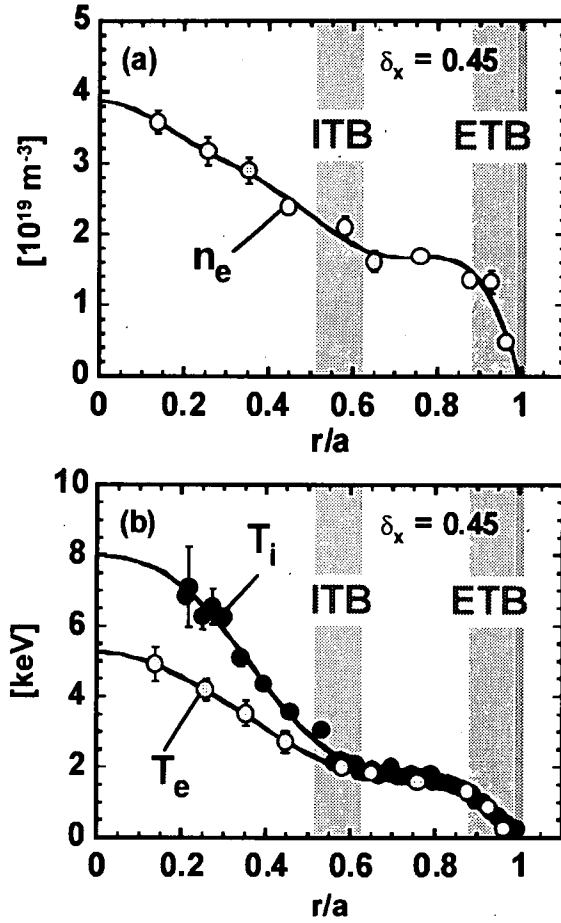 5
(a)
δx = 0.45
4
ITB
ETB
3
[10^19 m^-3]
2
ne
1
0
0 0.2 0.4 0.6 0.8 1
r/a
10
(b)
δx = 0.45
8
Ti
ITB
ETB
6
[keV]
4
Te
2
0
0 0.2 0.4 0.6 0.8 1
r/a